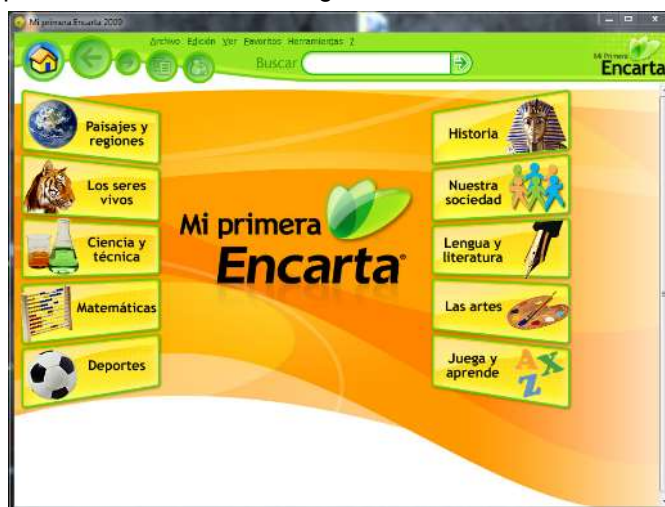 Mi primera Encarta 2009
Archivo Edición Ver Favoritos Herramientas ?
Buscar
Mi Primera
Encarta
Paisajes y
regiones
Los seres
vivos
Ciencia y
técnica
Matemáticas
Deportes
Mi primera
Encarta®
Historia
Nuestra
sociedad
Lengua y
literatura
Las artes
Juega y
aprende
A X
Z